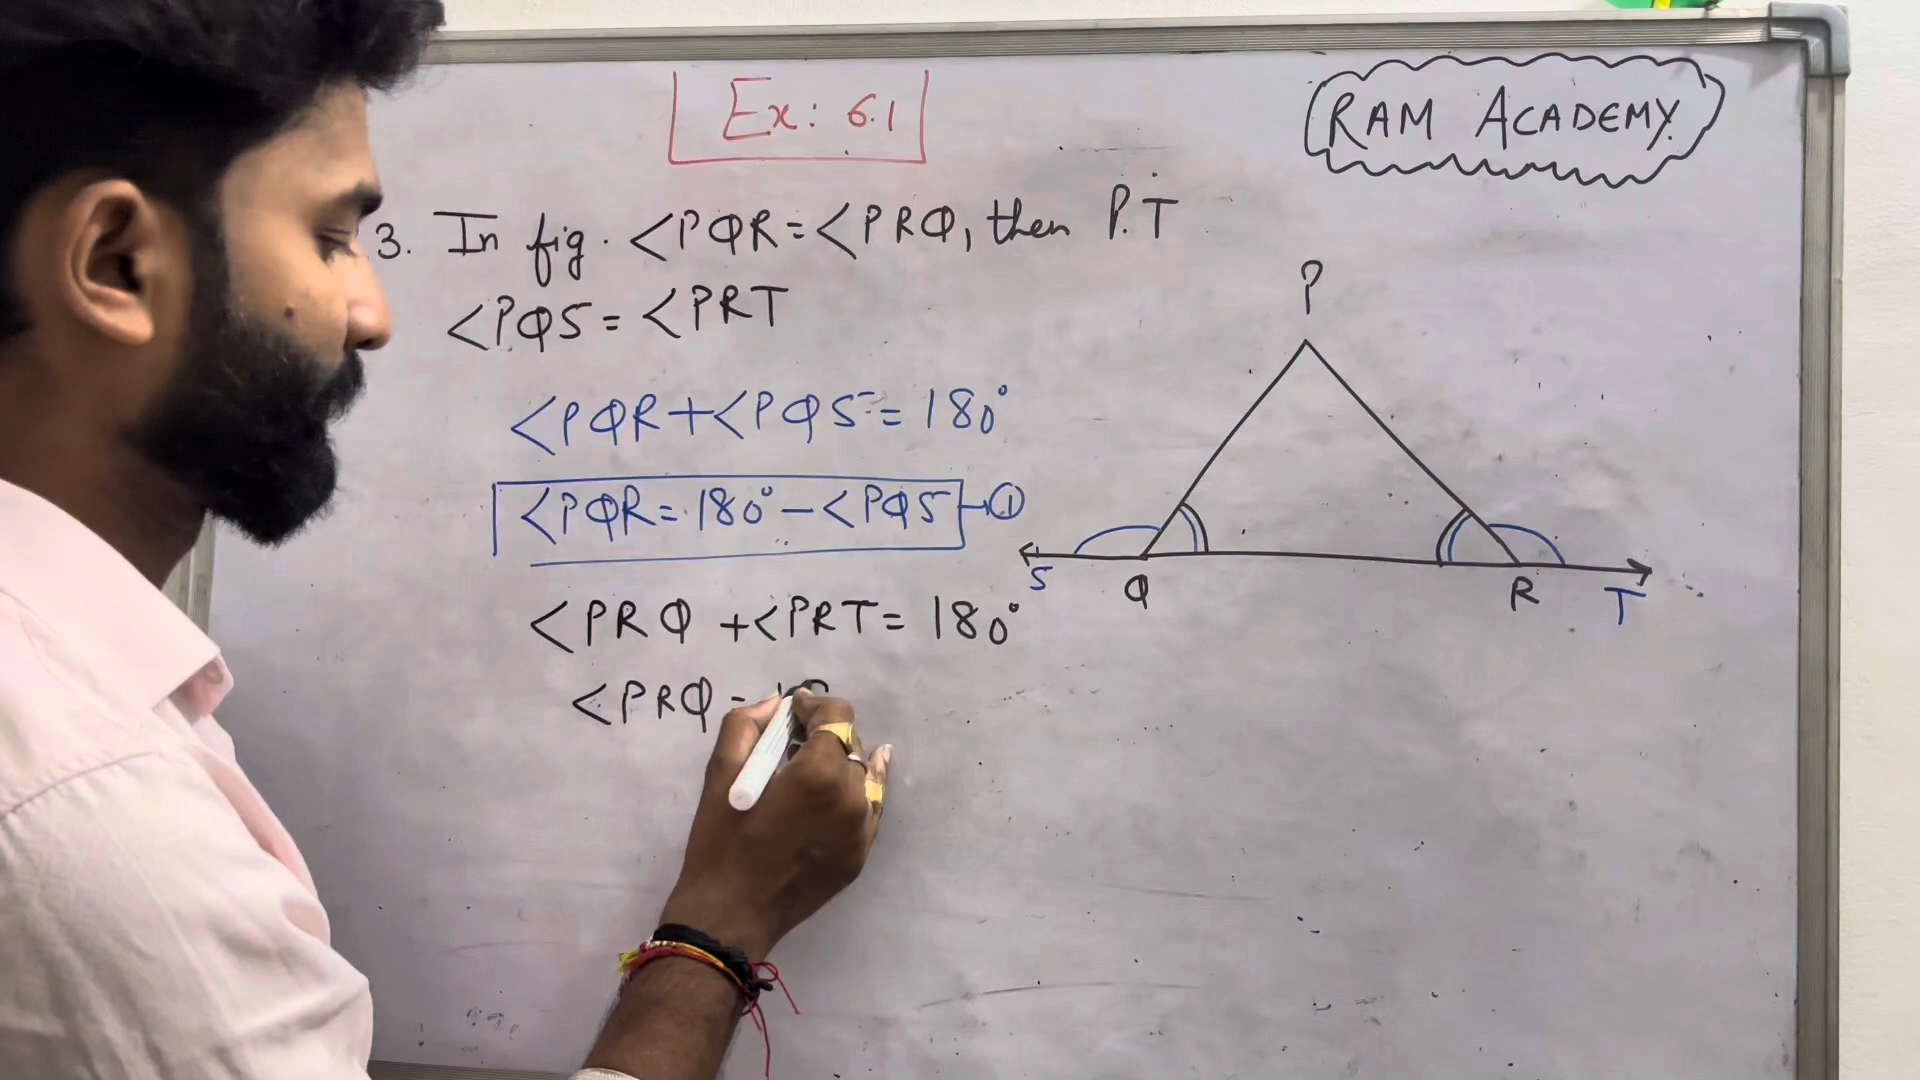 Ex: 6.1
RAM ACADEMY.
3. In fig. <PQR = <PRQ, then P.T
<PQS = <PRT
<PQR + <PQS = 180°
<PQR = 180° - <PQS → ①
<PRQ + <PRT = 180°
<PRQ =
P
S
Q
R
T